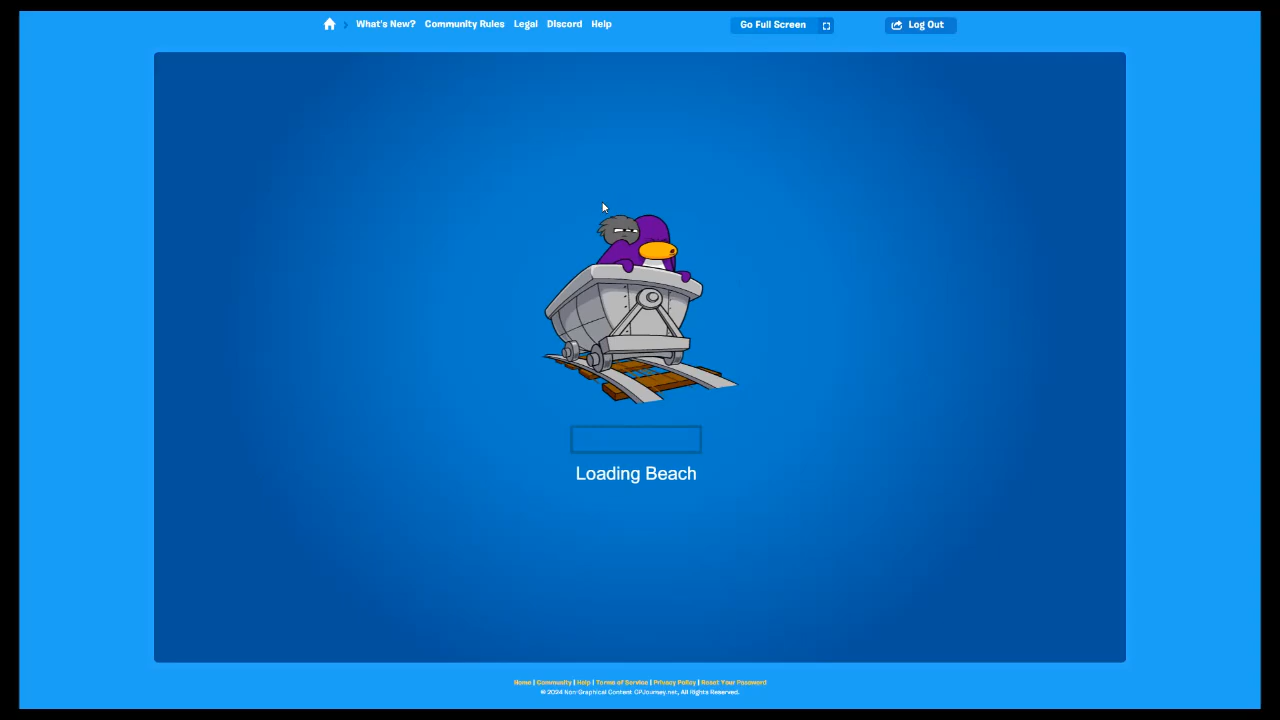 What's New? Community Rules Legal Discord Help Go Full Screen Log Out
Loading Beach
Home | Community | Help | Terms of Service | Privacy Policy | Reset Your Password
© 2024 Non-Graphical Content CPJourney.net, All Rights Reserved.